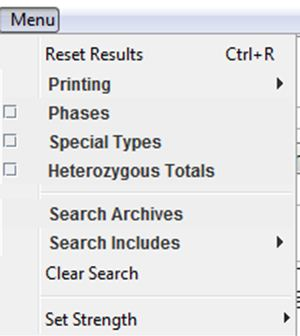 Menu
Reset Results Ctrl+R
Printing
Phases
Special Types
Heterozygous Totals
Search Archives
Search Includes
Clear Search
Set Strength